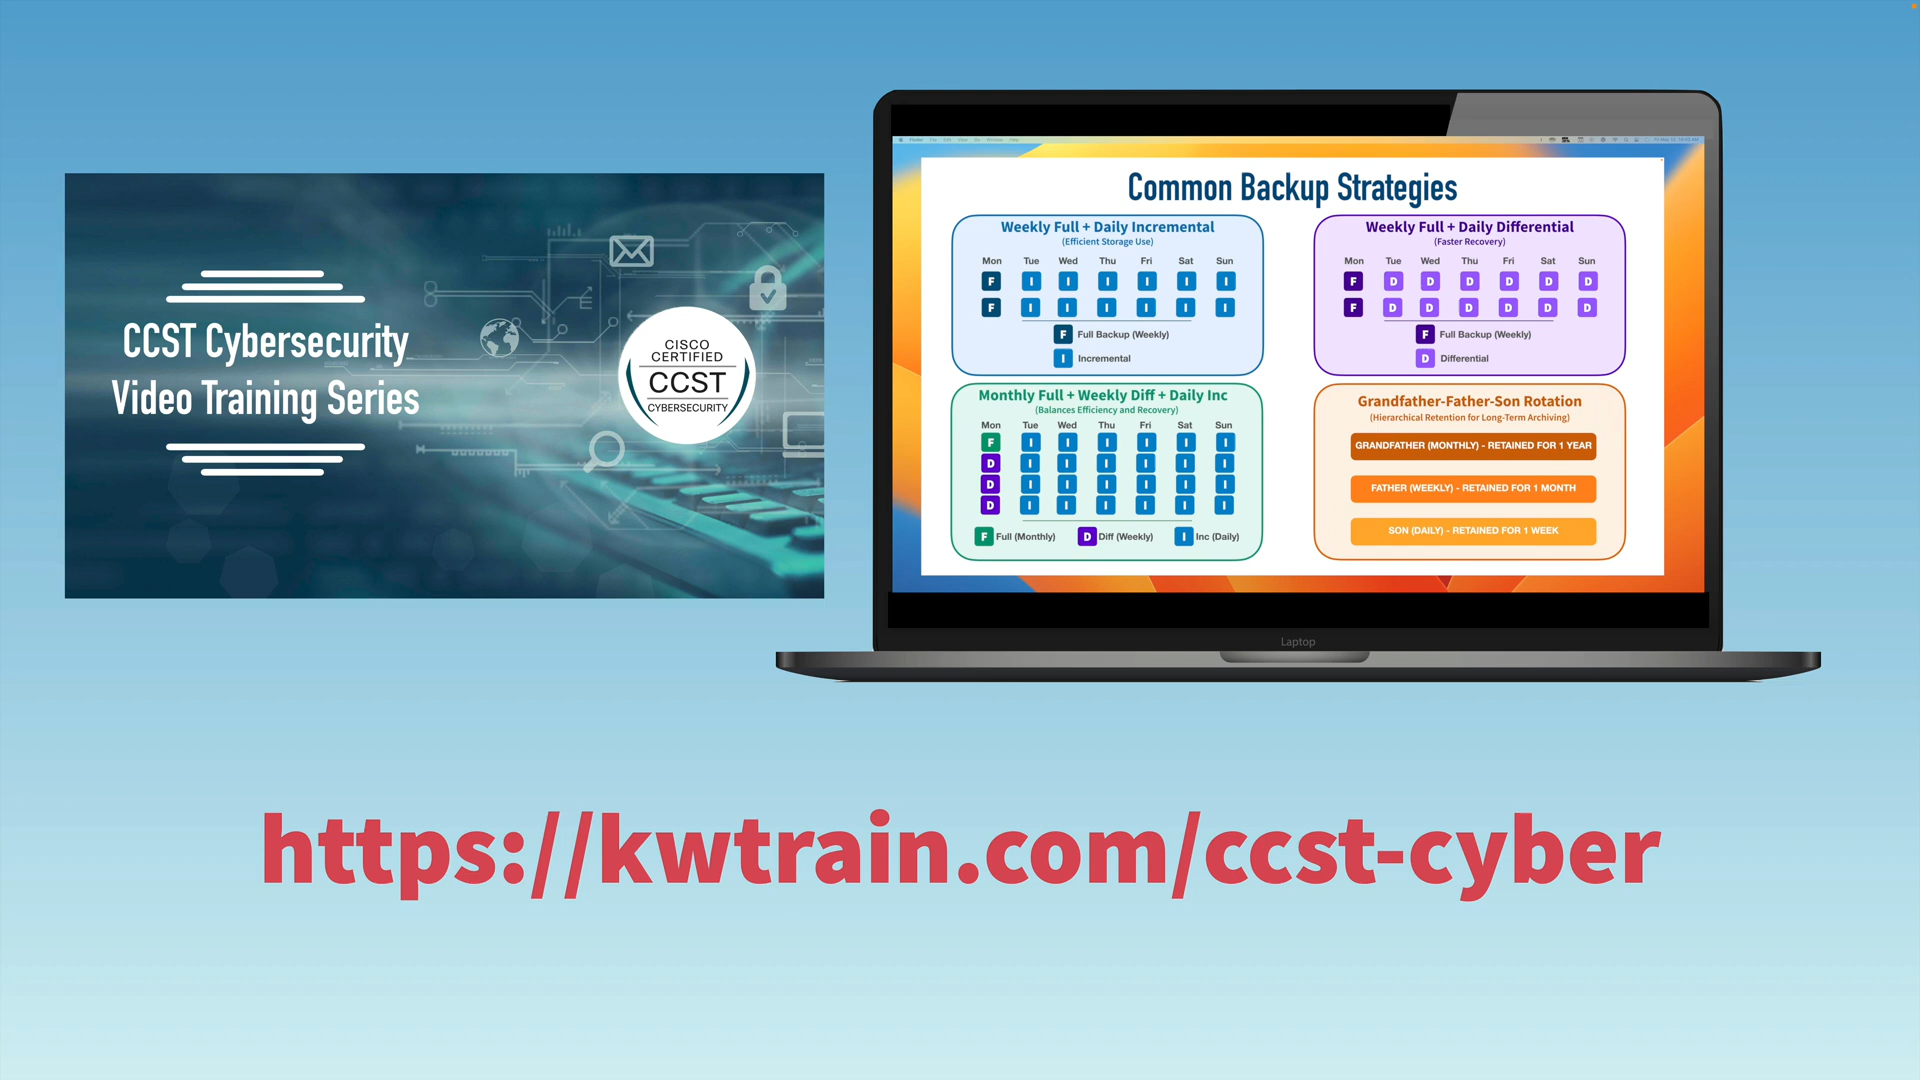 CCST Cybersecurity
Video Training Series
CISCO
CERTIFIED
CCST
CYBERSECURITY
Common Backup Strategies
Weekly Full + Daily Incremental
(Efficient Storage Use)
Mon Tue Wed Thu Fri Sat Sun
F I I I I I I
F I I I I I I
F Full Backup (Weekly)
I Incremental
Weekly Full + Daily Differential
(Faster Recovery)
Mon Tue Wed Thu Fri Sat Sun
F D D D D D D
F D D D D D D
F Full Backup (Weekly)
D Differential
Monthly Full + Weekly Diff + Daily Inc
(Balances Efficiency and Recovery)
Mon Tue Wed Thu Fri Sat Sun
F I I I I I I
D I I I I I I
D I I I I I I
D I I I I I I
F Full (Monthly) D Diff (Weekly) I Inc (Daily)
Grandfather-Father-Son Rotation
(Hierarchical Retention for Long-Term Archiving)
GRANDFATHER (MONTHLY) - RETAINED FOR 1 YEAR
FATHER (WEEKLY) - RETAINED FOR 1 MONTH
SON (DAILY) - RETAINED FOR 1 WEEK
Laptop
https://kwtrain.com/ccst-cyber